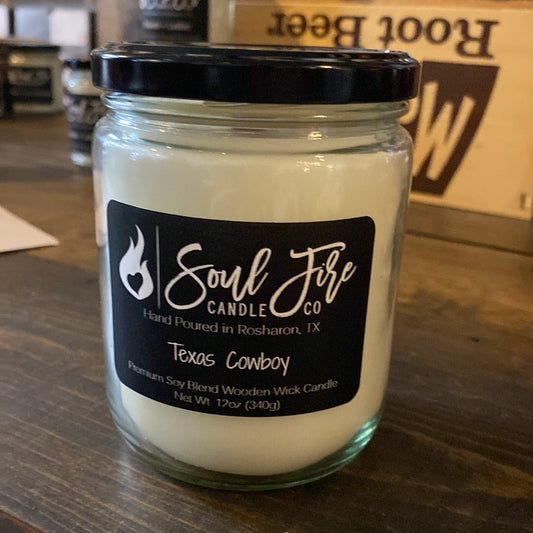 Root Beer
W
Soul Fire
CANDLE CO
Hand Poured in Rosharon, TX
Texas Cowboy
Premium Soy Blend Wooden Wick Candle
Net Wt. 12oz (340g)